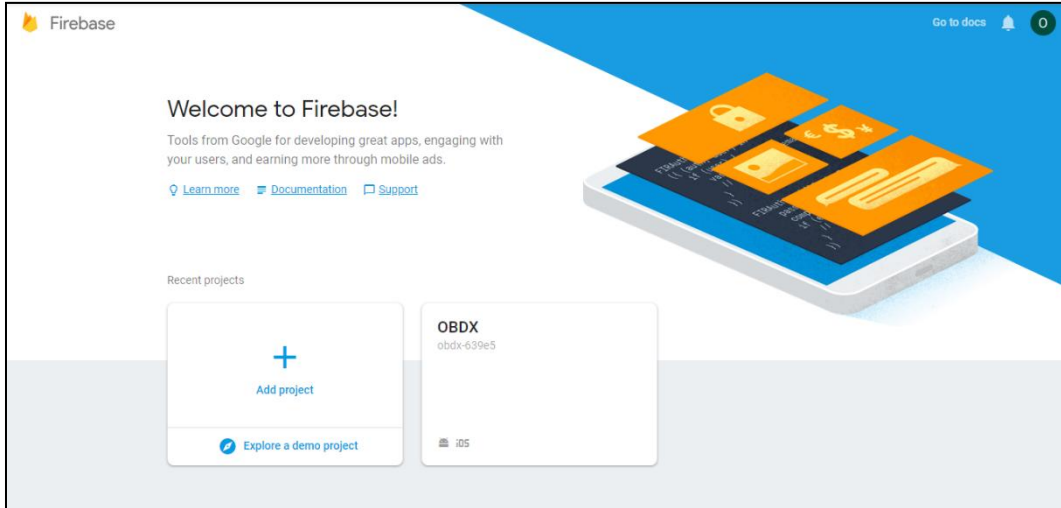 Firebase
Go to docs
O
Welcome to Firebase!
Tools from Google for developing great apps, engaging with
your users, and earning more through mobile ads.
Learn more Documentation Support
Recent projects
Add project
Explore a demo project
OBDX
obdx-639e5
iOS